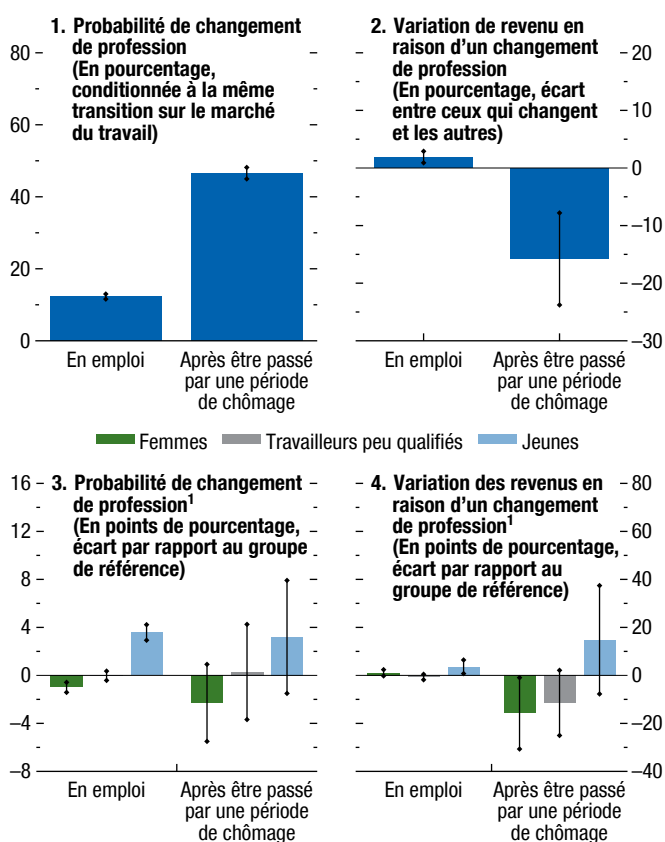 1. Probabilité de changement
de profession
(En pourcentage,
conditionnée à la même
transition sur le marché
du travail)
80 –
60 –
40 –
20 –
0
En emploi
Après être passé
par une période
de chômage
2. Variation de revenu en
raison d’un changement
de profession
(En pourcentage, écart
entre ceux qui changent
et les autres)
– 20
– 10
0
– –10
– –20
–30
En emploi
Après être passé
par une période
de chômage
Femmes Travailleurs peu qualifiés Jeunes
3. Probabilité de changement
de profession¹
(En points de pourcentage,
écart par rapport au groupe
de référence)
16 –
12 –
8 –
4 –
0
–4 –
–8
En emploi
Après être passé
par une période
de chômage
4. Variation des revenus en
raison d’un changement
de profession¹
(En points de pourcentage,
écart par rapport au
groupe de référence)
– 80
– 60
– 40
– 20
0
– –20
–40
En emploi
Après être passé
par une période
de chômage